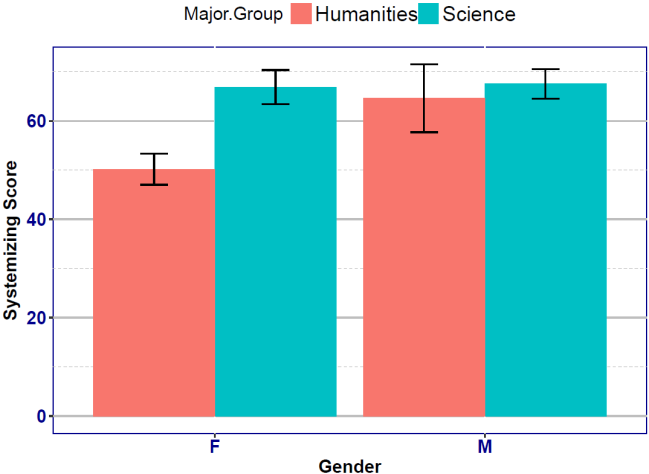 Major.Group Humanities Science
Systemizing Score
60
40
20
0
F M
Gender